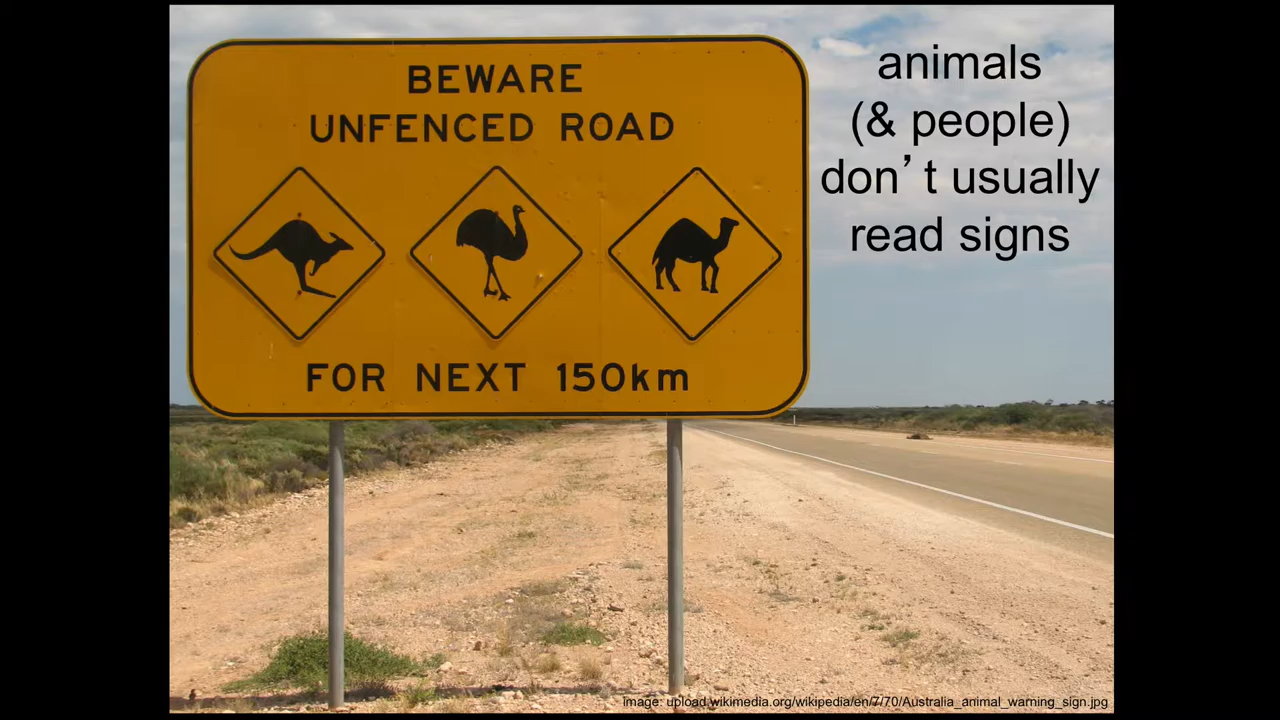 BEWARE
UNFENCED ROAD
FOR NEXT 150km
animals
(& people)
don’t usually
read signs
image: upload.wikimedia.org/wikipedia/en/7/70/Australia_animal_warning_sign.jpg